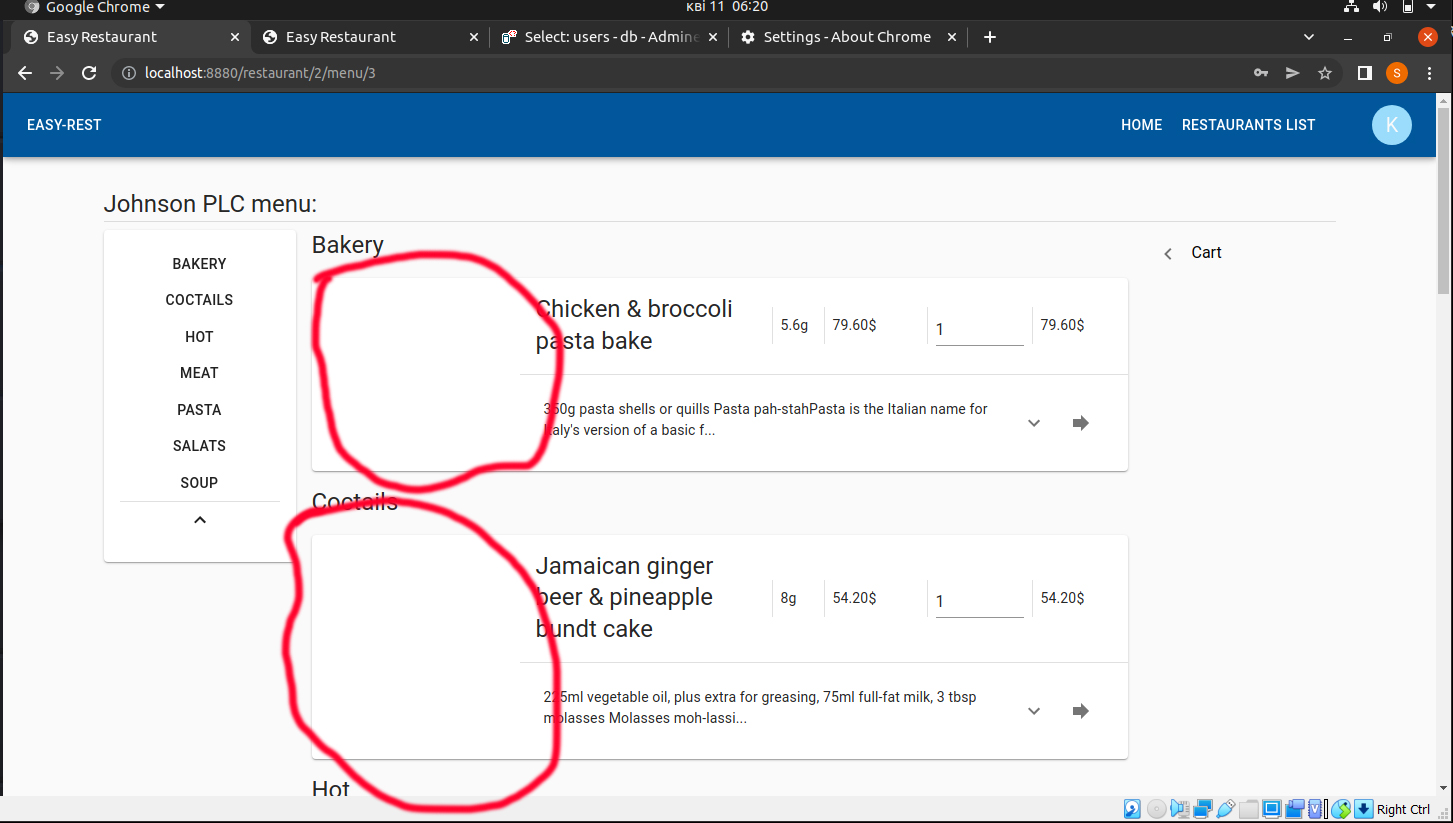 Google Chrome
кві 11 06:20
Easy Restaurant
Easy Restaurant
Select: users - db - Admine
Settings - About Chrome
localhost:8880/restaurant/2/menu/3
S
EASY-REST
HOME
RESTAURANTS LIST
K
Johnson PLC menu:
BAKERY
COCTAILS
HOT
MEAT
PASTA
SALATS
SOUP
Bakery
Cart
Chicken & broccoli
pasta bake
5.6g
79.60$
1
79.60$
350g pasta shells or quills Pasta pah-stahPasta is the Italian name for
Italy's version of a basic f...
Coctails
Jamaican ginger
beer & pineapple
bundt cake
8g
54.20$
1
54.20$
225ml vegetable oil, plus extra for greasing, 75ml full-fat milk, 3 tbsp
molasses Molasses moh-lassi...
Hot
Right Ctrl